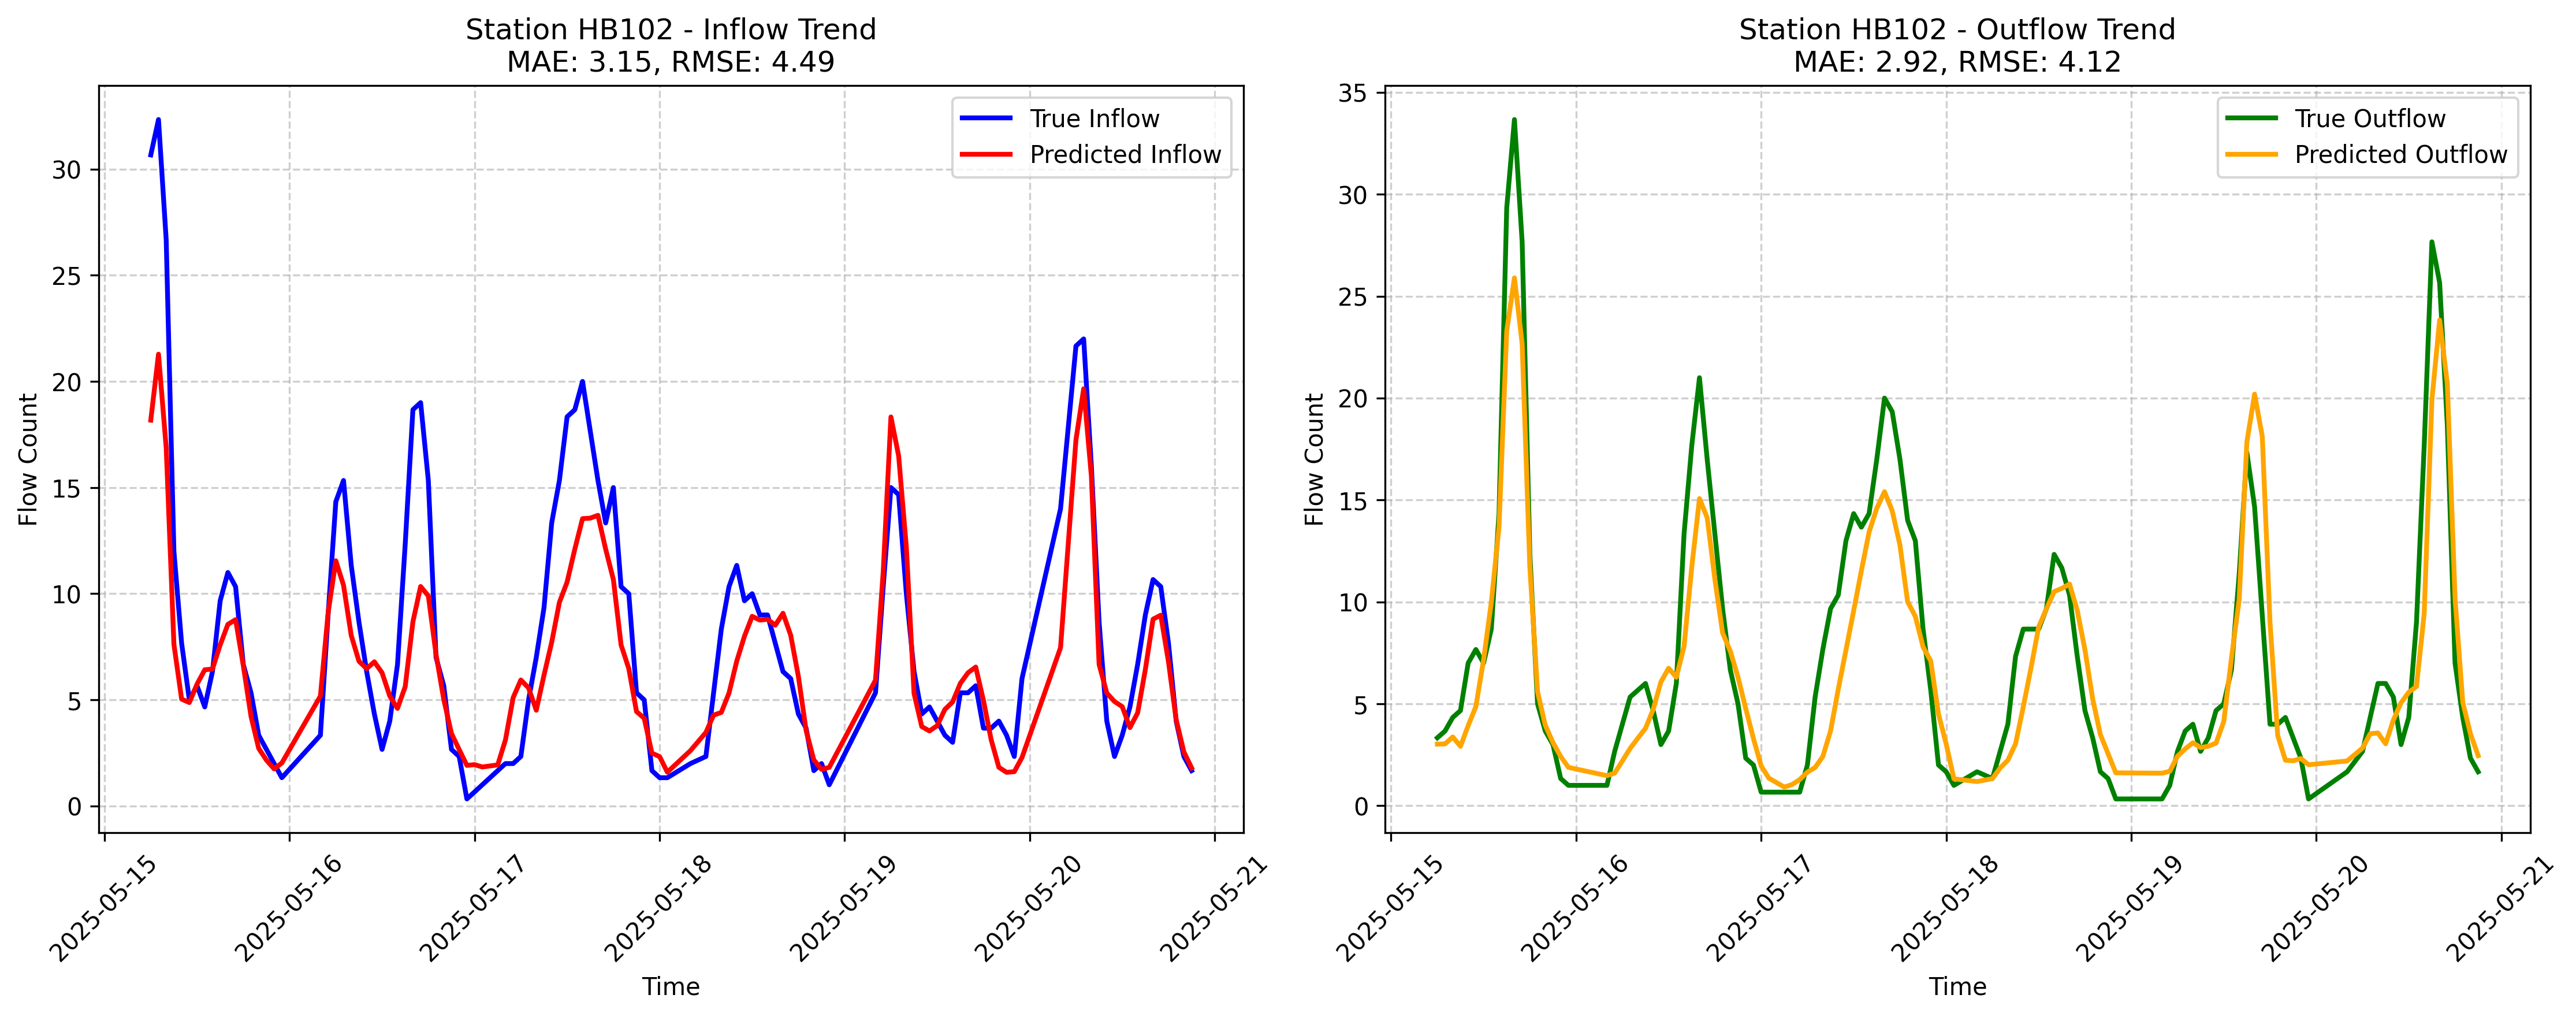 Station HB102 - Inflow Trend
MAE: 3.15, RMSE: 4.49
True Inflow
Predicted Inflow
Flow Count
30
25
20
15
10
5
0
2025-05-15
2025-05-16
2025-05-17
2025-05-18
2025-05-19
2025-05-20
2025-05-21
Time
Station HB102 - Outflow Trend
MAE: 2.92, RMSE: 4.12
True Outflow
Predicted Outflow
Flow Count
35
30
25
20
15
10
5
0
2025-05-15
2025-05-16
2025-05-17
2025-05-18
2025-05-19
2025-05-20
2025-05-21
Time